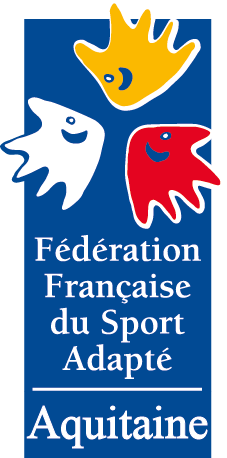 Fédération
Française
du Sport
Adapté
Aquitaine